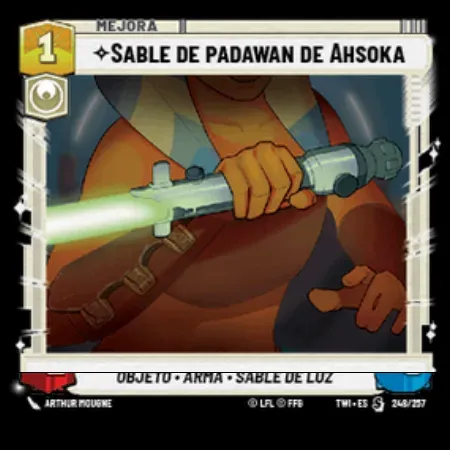 MEJORA
1
SABLE DE PADAWAN DE AHSOKA
OBJETO • ARMA • SABLE DE LUZ
ARTHUR MOUGNE © LFL ® FFG TWI • ES 248/257